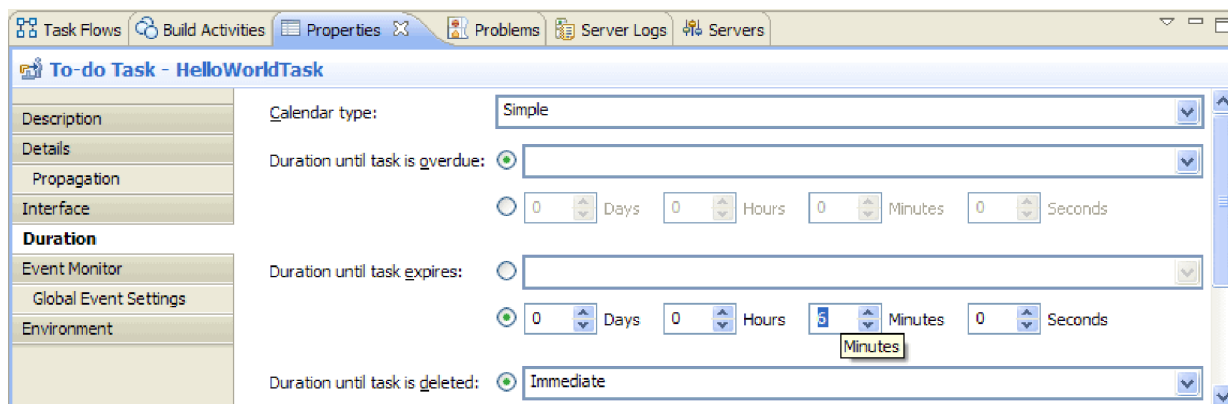 Task Flows Build Activities Properties Problems Server Logs Servers
To-do Task - HelloWorldTask
Description
Details
Propagation
Interface
Duration
Event Monitor
Global Event Settings
Environment
Calendar type: Simple
Duration until task is overdue:
0 Days 0 Hours 0 Minutes 0 Seconds
Duration until task expires:
0 Days 0 Hours 5 Minutes 0 Seconds
Minutes
Duration until task is deleted: Immediate